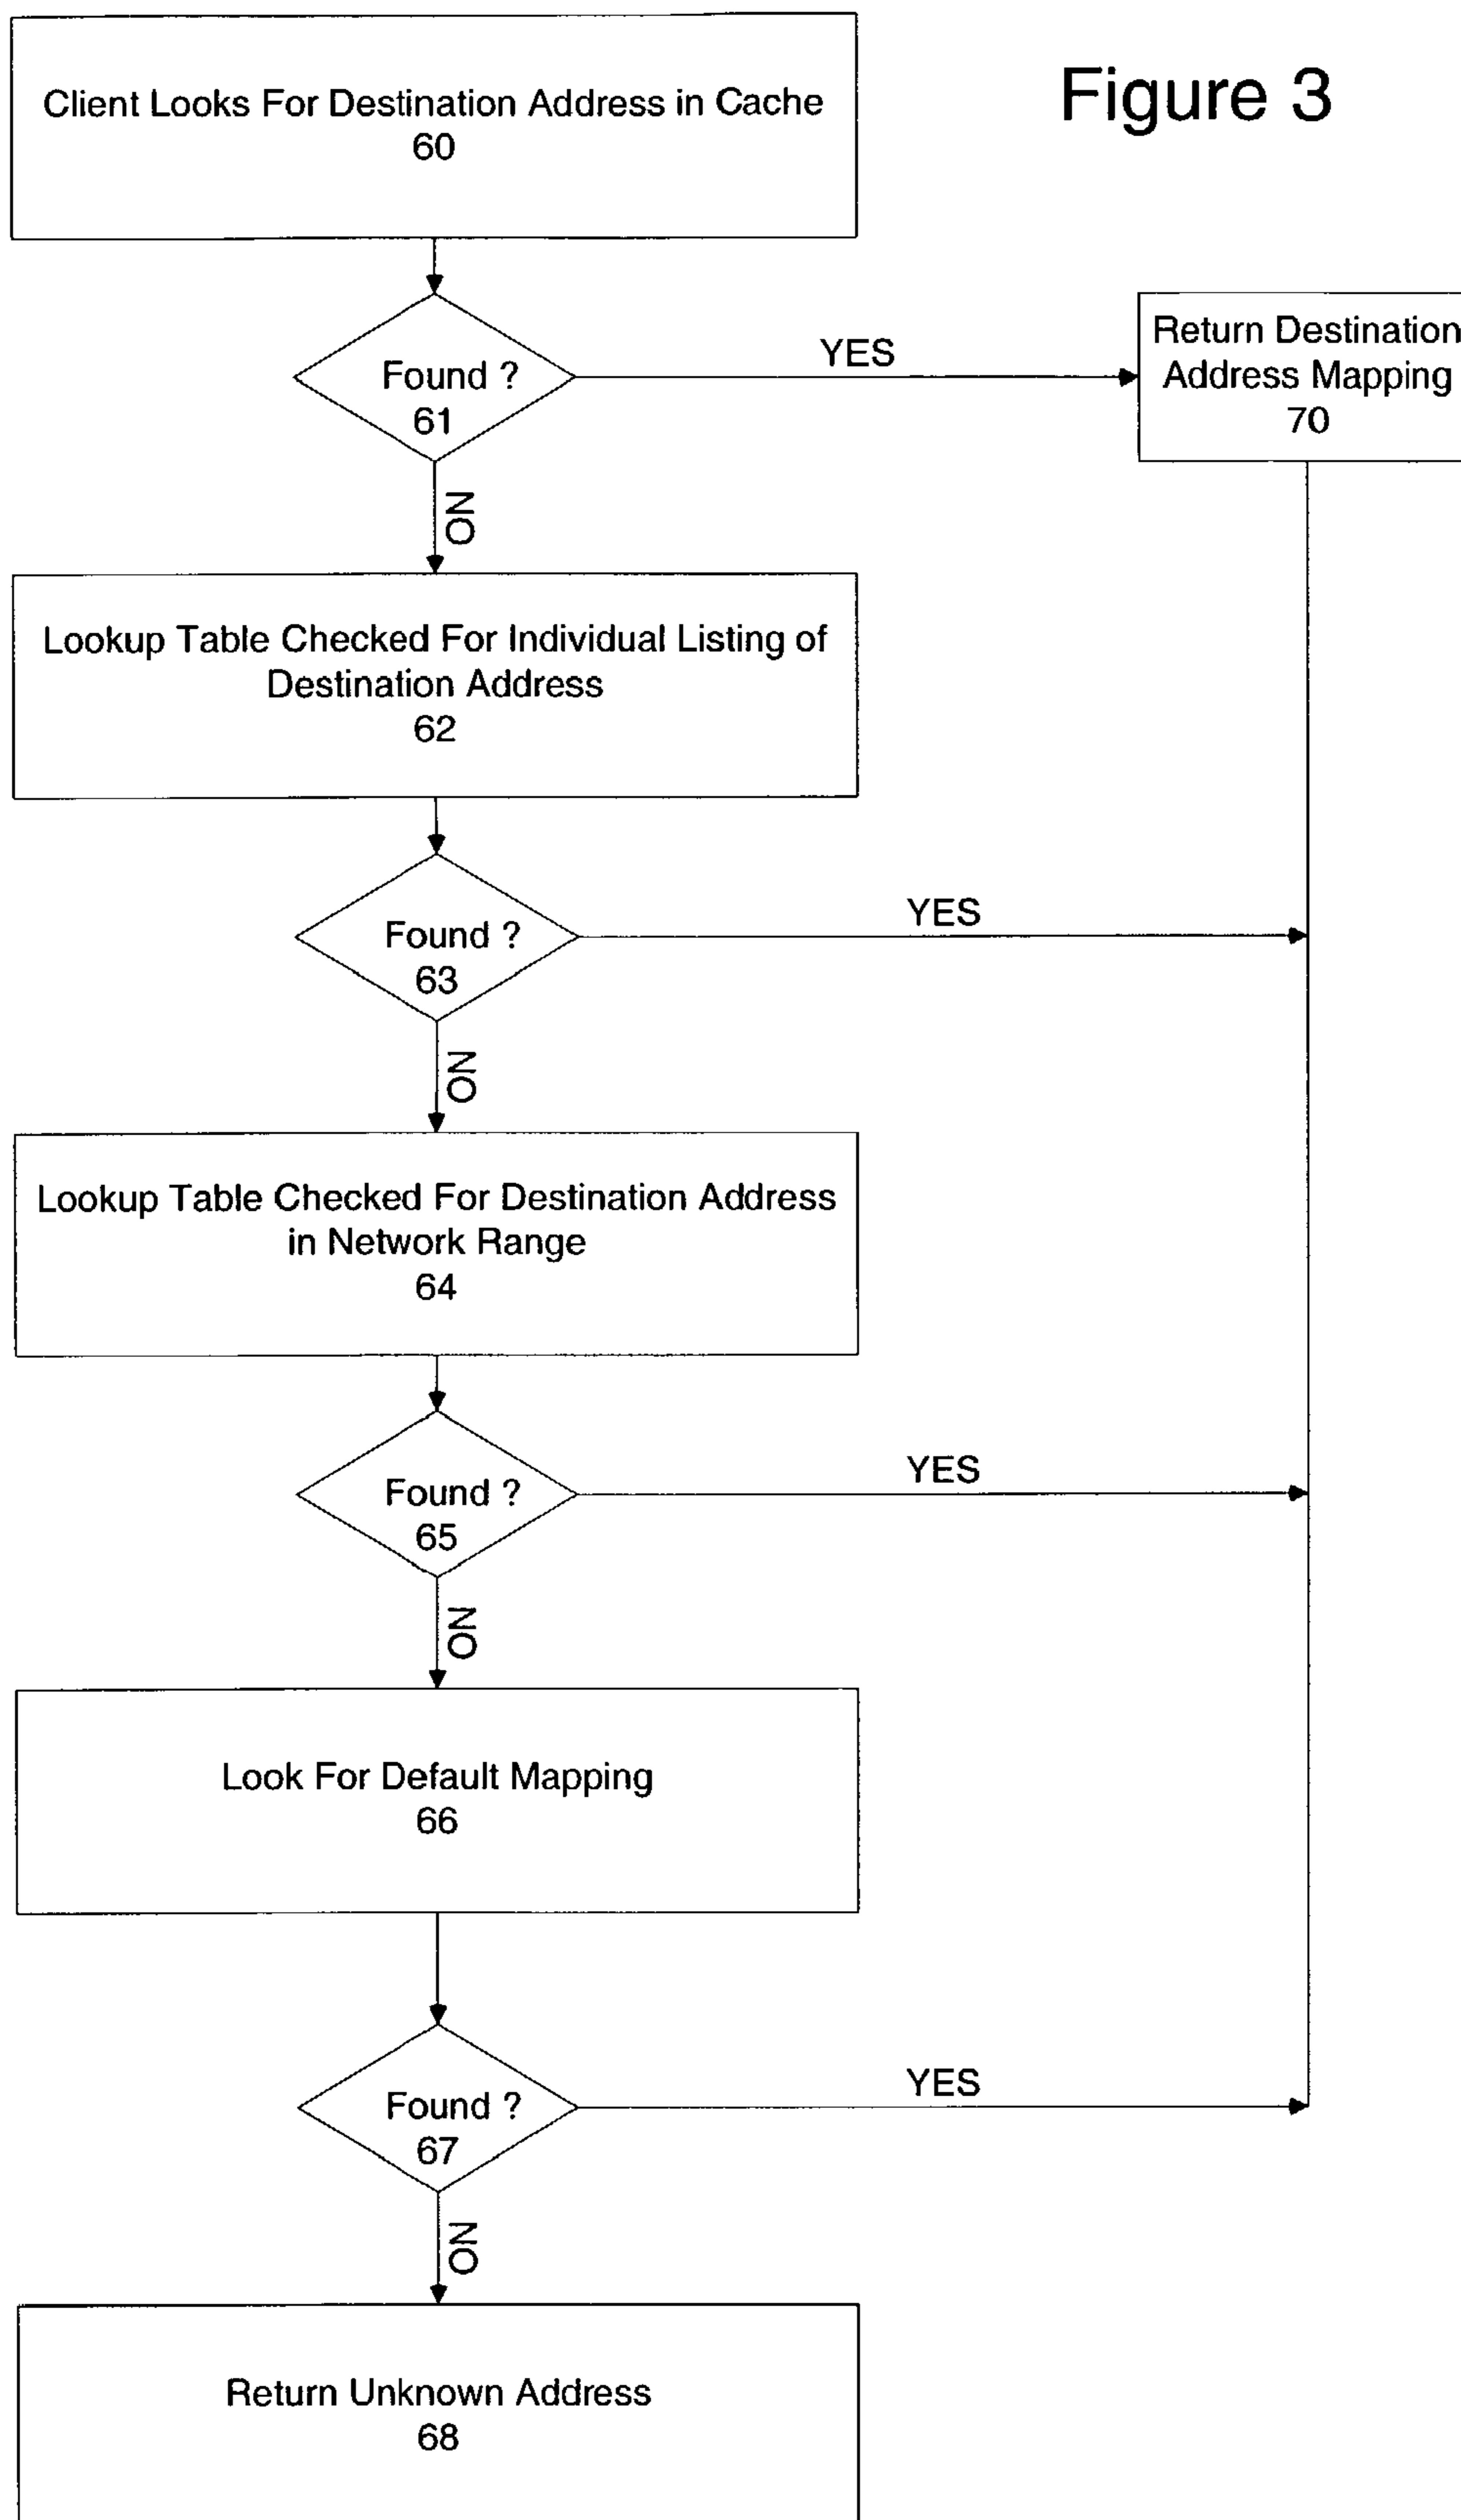 Figure 3
Client Looks For Destination Address in Cache
60
Found ?
61
YES
Return Destination
Address Mapping
70
NO
Lookup Table Checked For Individual Listing of
Destination Address
62
Found ?
63
YES
NO
Lookup Table Checked For Destination Address
in Network Range
64
Found ?
65
YES
NO
Look For Default Mapping
66
Found ?
67
YES
NO
Return Unknown Address
68